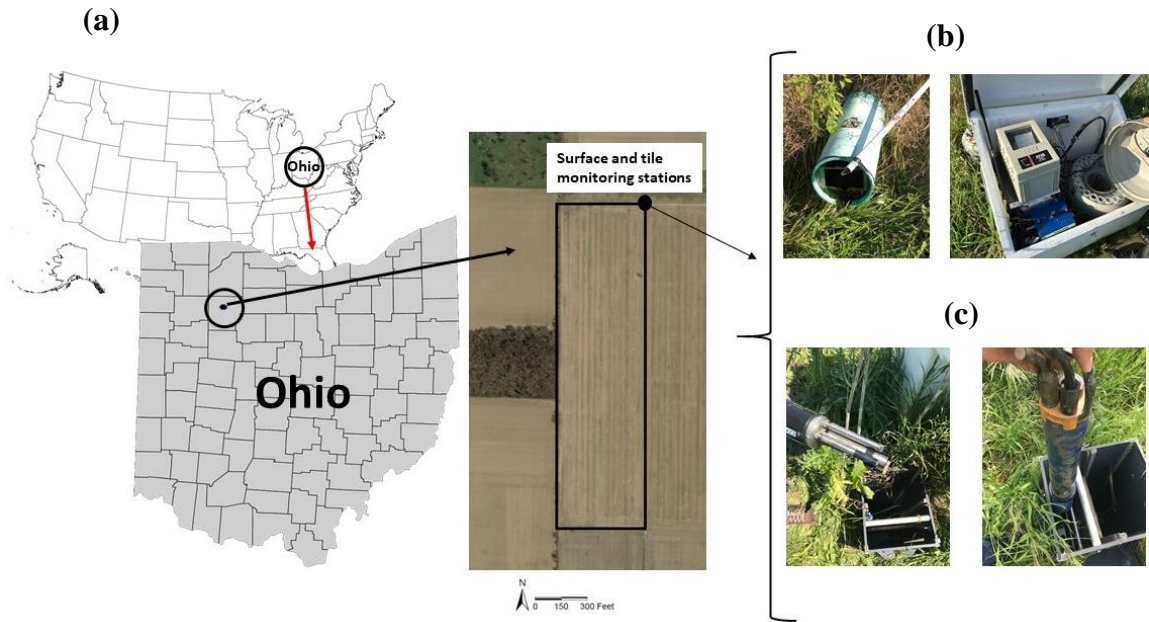 (a)
(b)
Ohio
Surface and tile
monitoring stations
Ohio
(c)
N
0 150 300 Feet